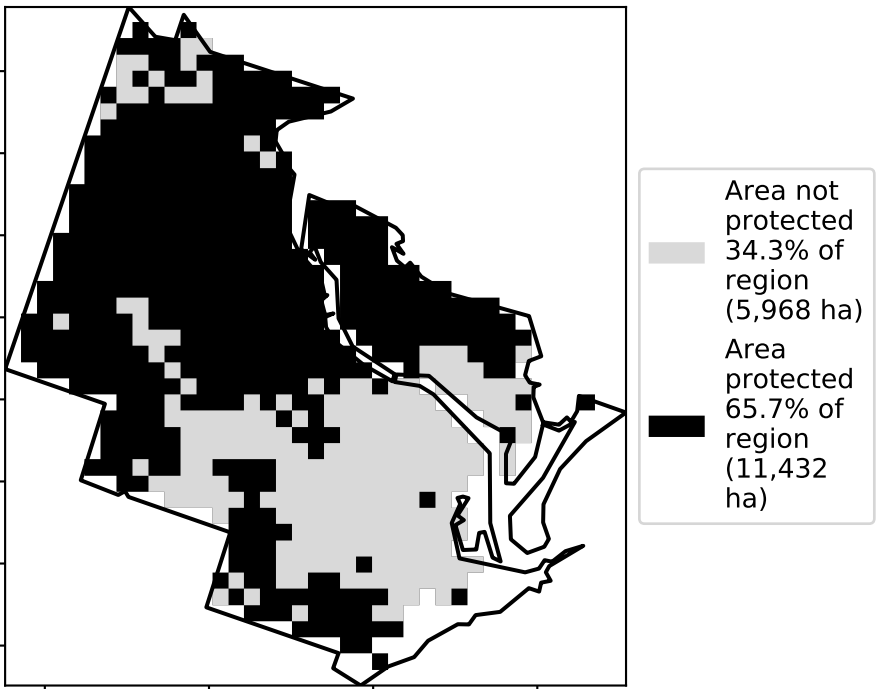 Area not
protected
34.3% of
region
(5,968 ha)
Area
protected
65.7% of
region
(11,432
ha)